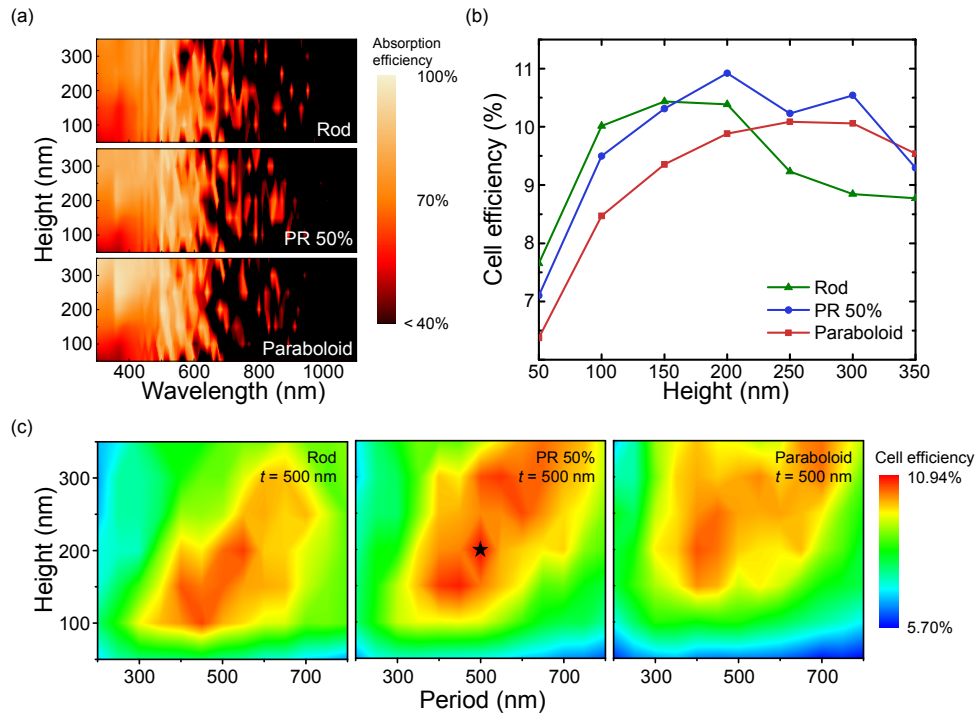 (a)
Absorption
efficiency
100%
70%
< 40%
Height (nm)
300
200
100
Rod
300
200
100
PR 50%
300
200
100
Paraboloid
400 600 800 1000
Wavelength (nm)
(b)
Cell efficiency (%)
11
10
9
8
7
Rod
PR 50%
Paraboloid
50 100 150 200 250 300 350
Height (nm)
(c)
Height (nm)
300
200
100
Rod
t = 500 nm
PR 50%
t = 500 nm
Paraboloid
t = 500 nm
300 500 700
300 500 700
300 500 700
Period (nm)
Cell efficiency
10.94%
5.70%